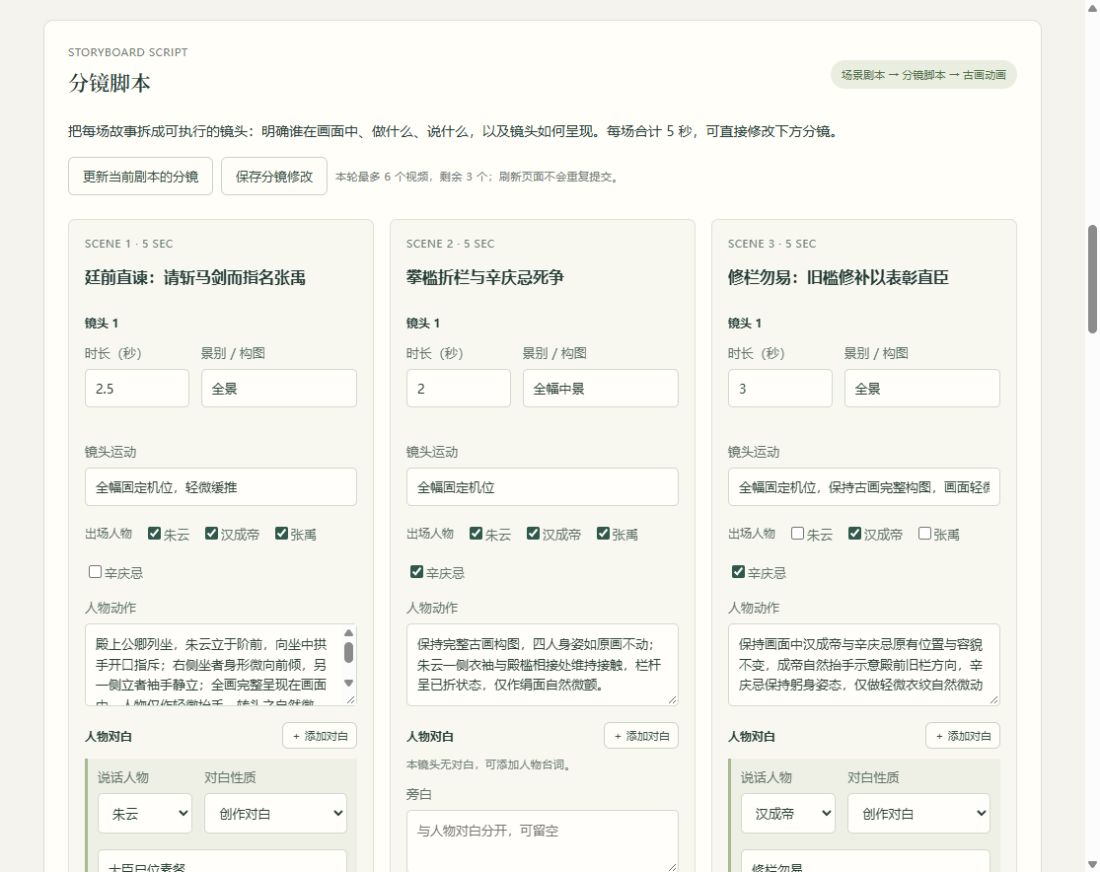 STORYBOARD SCRIPT
分镜脚本
场景剧本 → 分镜脚本 → 古画动画
把每场故事拆成可执行的镜头：明确谁在画面中、做什么、说什么，以及镜头如何呈现。每场合计 5 秒，可直接修改下方分镜。
更新当前剧本的分镜
保存分镜修改
本轮最多 6 个视频，剩余 3 个；刷新页面不会重复提交。
SCENE 1 · 5 SEC
廷前直谏：请斩马剑而指名张禹
镜头 1
时长（秒）
景别 / 构图
2.5
全景
镜头运动
全幅固定机位，轻微缓推
出场人物 朱云 汉成帝 张禹
辛庆忌
人物动作
殿上公卿列坐，朱云立于阶前，向坐中拱
手开口指斥；右侧坐者身形微向前倾，另
一侧立者袖手静立；全画完整呈现在画面
中，人物仅作轻微抬手、转头之自然微
人物对白
+ 添加对白
说话人物
对白性质
朱云
创作对白
大臣尸位素餐
SCENE 2 · 5 SEC
攀槛折栏与辛庆忌死争
镜头 1
时长（秒）
景别 / 构图
2
全幅中景
镜头运动
全幅固定机位
出场人物 朱云 汉成帝 张禹
辛庆忌
人物动作
保持完整古画构图，四人身姿如原画不动；
朱云一侧衣袖与殿槛相接处维持接触，栏杆
呈已折状态，仅作绢面自然微颤。
人物对白
+ 添加对白
本镜头无对白，可添加人物台词。
旁白
与人物对白分开，可留空
SCENE 3 · 5 SEC
修栏勿易：旧槛修补以表彰直臣
镜头 1
时长（秒）
景别 / 构图
3
全景
镜头运动
全幅固定机位，保持古画完整构图，画面轻微
出场人物 朱云 汉成帝 张禹
辛庆忌
人物动作
保持画面中汉成帝与辛庆忌原有位置与容貌
不变，成帝自然抬手示意殿前旧栏方向，辛
庆忌保持躬身姿态，仅做轻微衣纹自然微动
人物对白
+ 添加对白
说话人物
对白性质
汉成帝
创作对白
修栏勿易